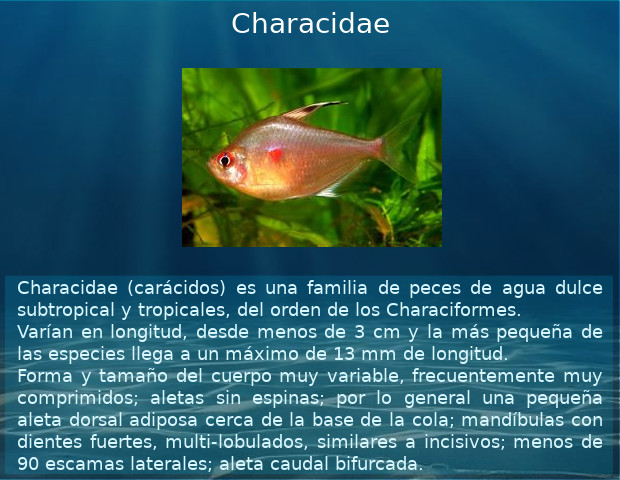 Characidae
Characidae (carácidos) es una familia de peces de agua dulce
subtropical y tropicales, del orden de los Characiformes.
Varían en longitud, desde menos de 3 cm y la más pequeña de
las especies llega a un máximo de 13 mm de longitud.
Forma y tamaño del cuerpo muy variable, frecuentemente muy
comprimidos; aletas sin espinas; por lo general una pequeña
aleta dorsal adiposa cerca de la base de la cola; mandíbulas con
dientes fuertes, multi-lobulados, similares a incisivos; menos de
90 escamas laterales; aleta caudal bifurcada.